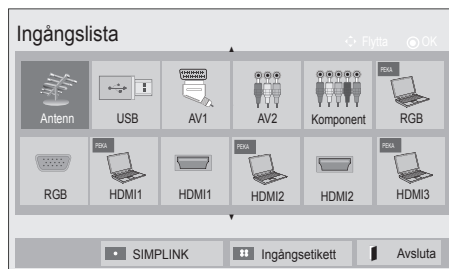 Ingångslista
Flytta OK
Antenn USB AV1 AV2 Komponent PEKA RGB
RGB PEKA HDMI1 HDMI1 PEKA HDMI2 HDMI2 PEKA HDMI3
SIMPLINK Ingångsetikett Avsluta